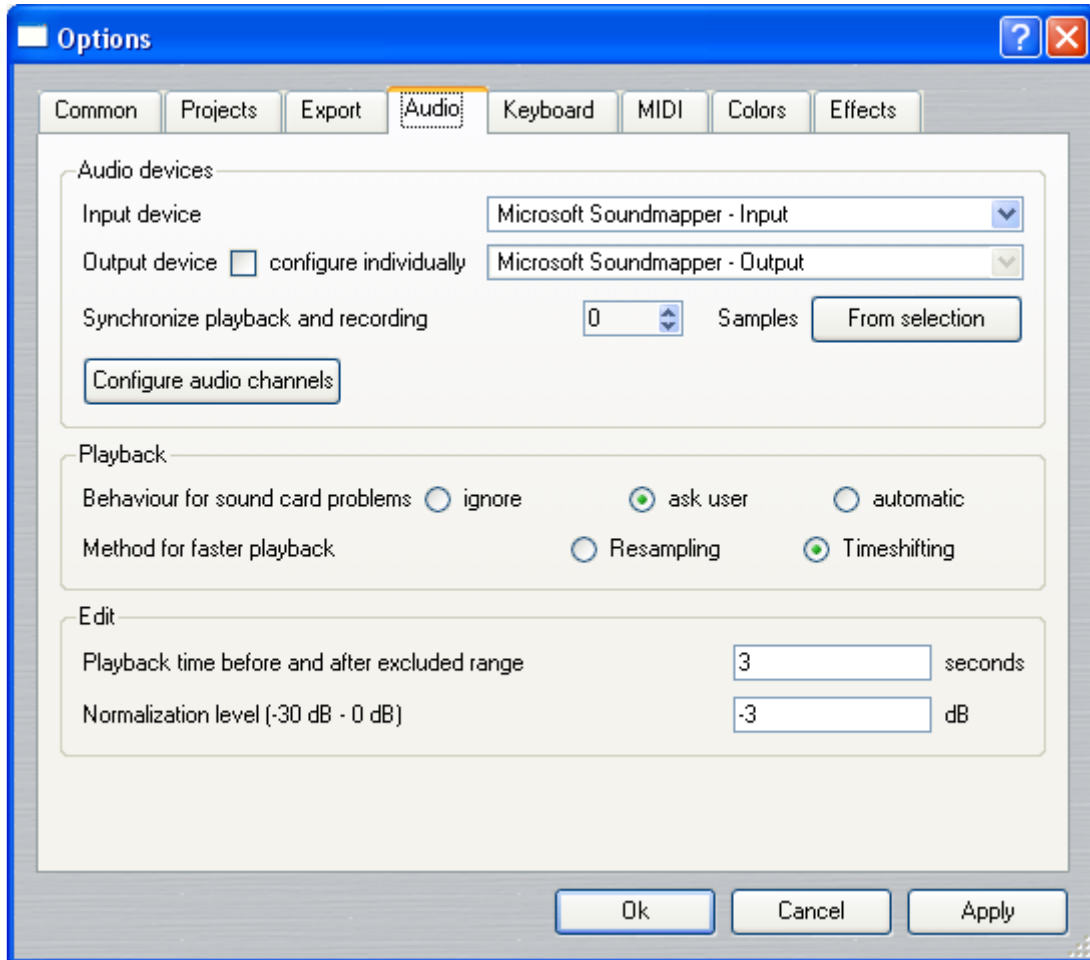 Options
Common Projects Export Audio Keyboard MIDI Colors Effects
Audio devices
Input device Microsoft Soundmapper - Input
Output device configure individually Microsoft Soundmapper - Output
Synchronize playback and recording 0 Samples From selection
Configure audio channels
Playback
Behaviour for sound card problems ignore ask user automatic
Method for faster playback Resampling Timeshifting
Edit
Playback time before and after excluded range 3 seconds
Normalization level (-30 dB - 0 dB) -3 dB
Ok Cancel Apply